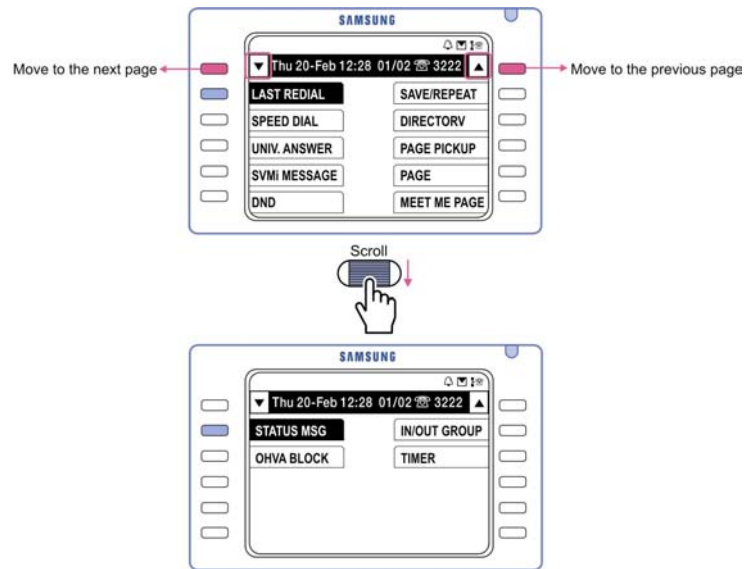 SAMSUNG
Move to the next page
▼ Thu 20-Feb 12:28 01/02 ☏ 3222 ▲
Move to the previous page
LAST REDIAL SAVE/REPEAT
SPEED DIAL DIRECTORV
UNIV. ANSWER PAGE PICKUP
SVMi MESSAGE PAGE
DND MEET ME PAGE
Scroll
SAMSUNG
▼ Thu 20-Feb 12:28 01/02 ☏ 3222 ▲
STATUS MSG IN/OUT GROUP
OHVA BLOCK TIMER